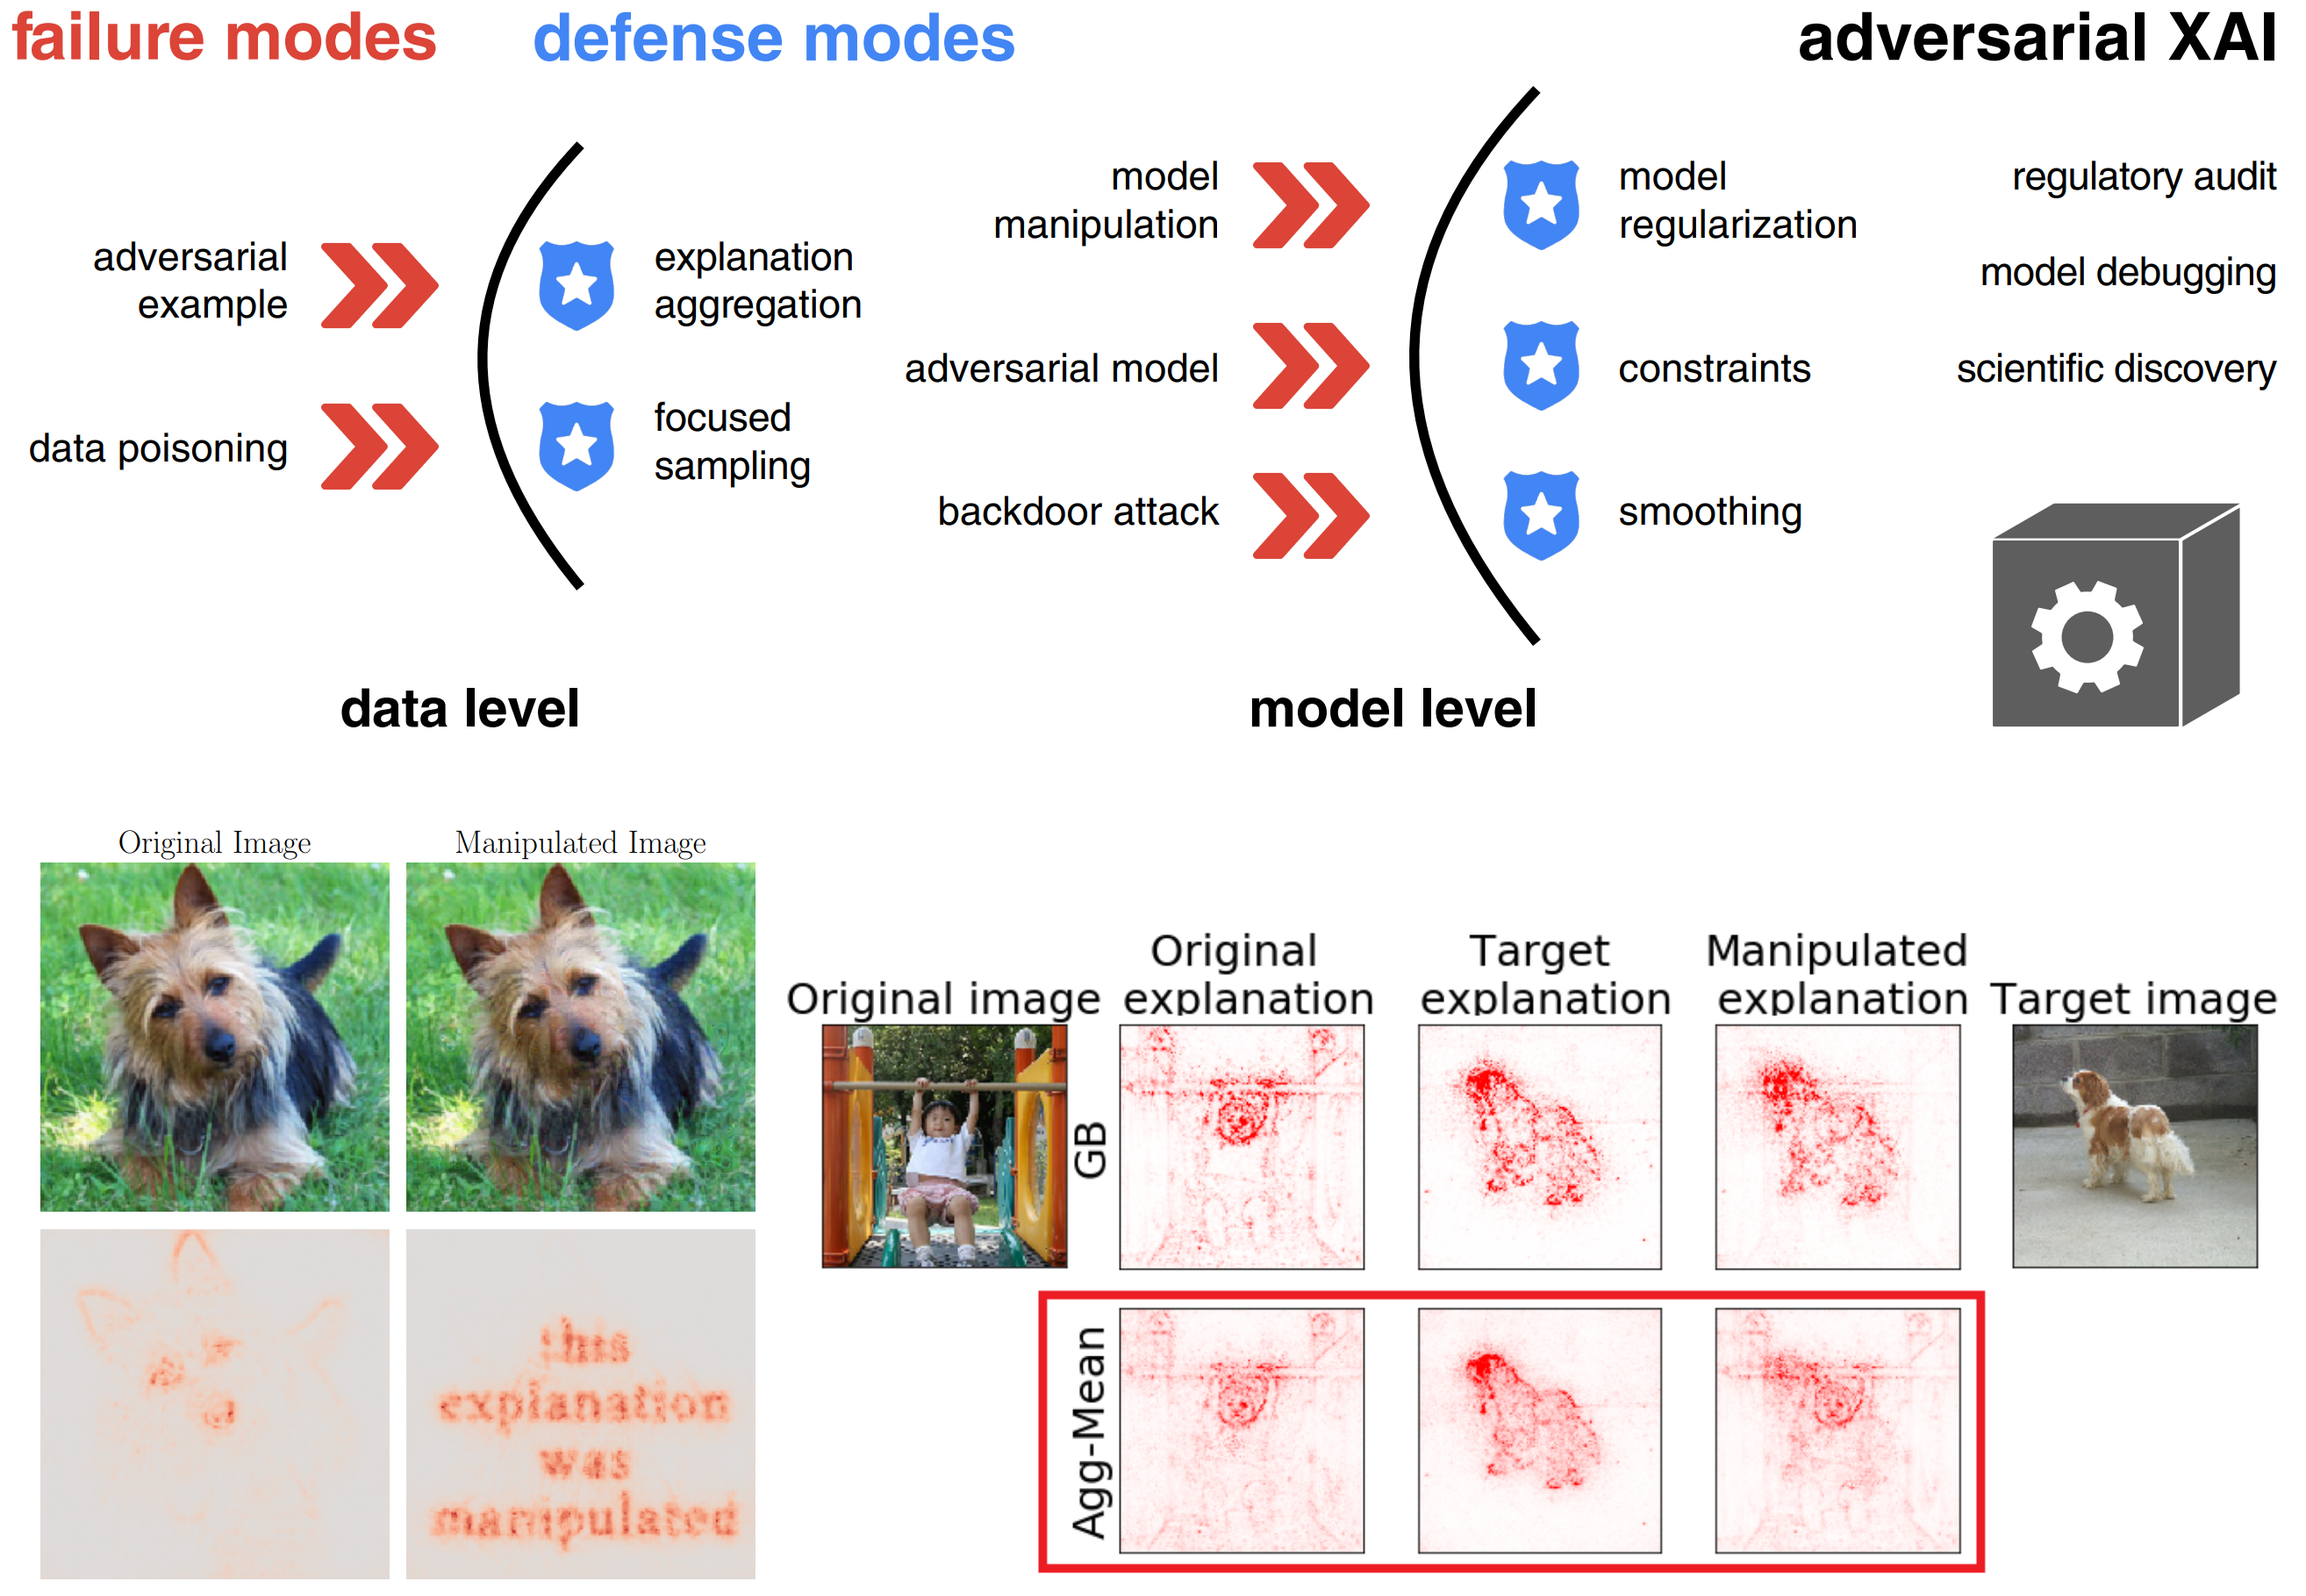 failure modes
defense modes
adversarial XAI
adversarial
example
data poisoning
explanation
aggregation
focused
sampling
data level
model
manipulation
adversarial model
backdoor attack
model
regularization
constraints
smoothing
model level
regulatory audit
model debugging
scientific discovery
Original Image
Manipulated Image
this
explanation
was
manipulated
Original image
Original
explanation
Target
explanation
Manipulated
explanation
Target image
GB
Agg-Mean